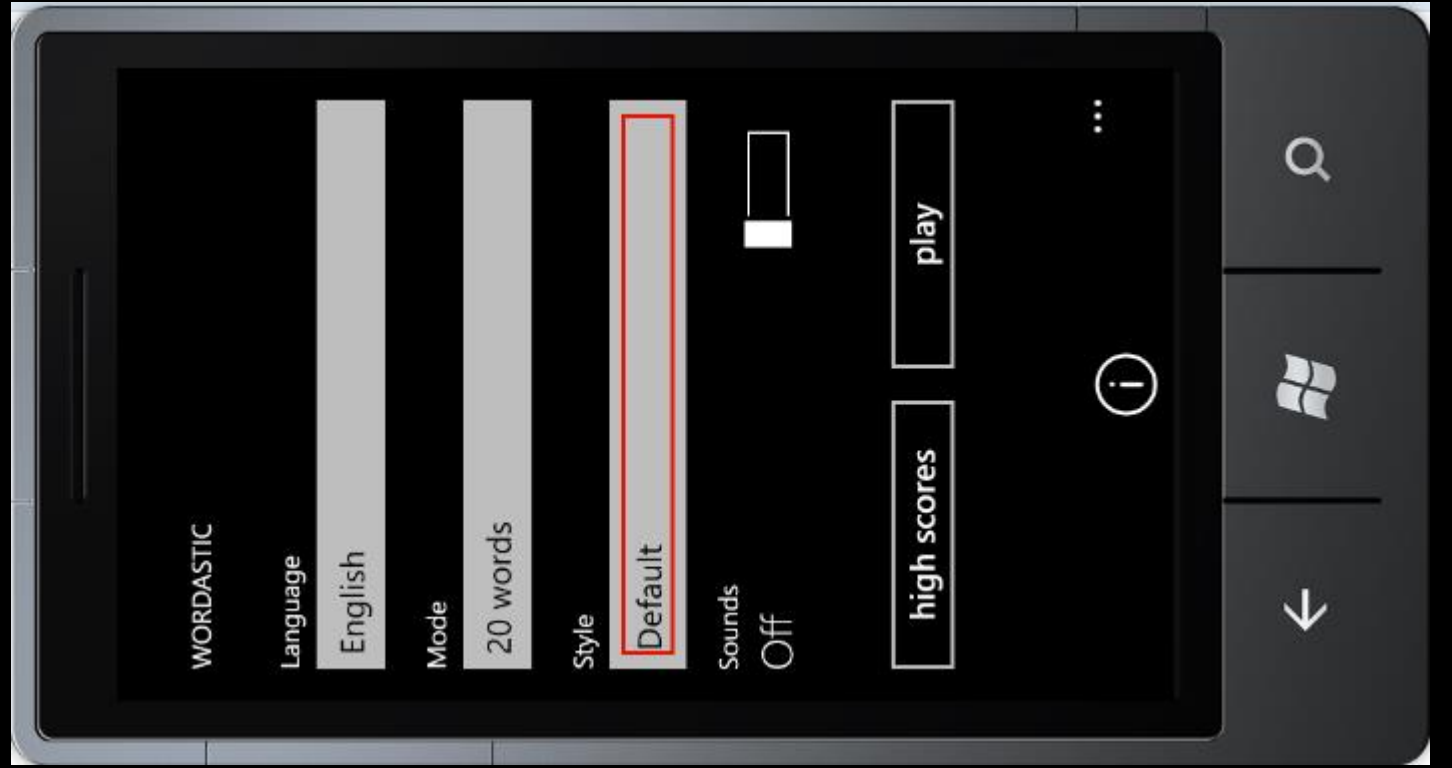 WORDASTIC
Language
English
Mode
20 words
Style
Default
Sounds
Off
high scores play